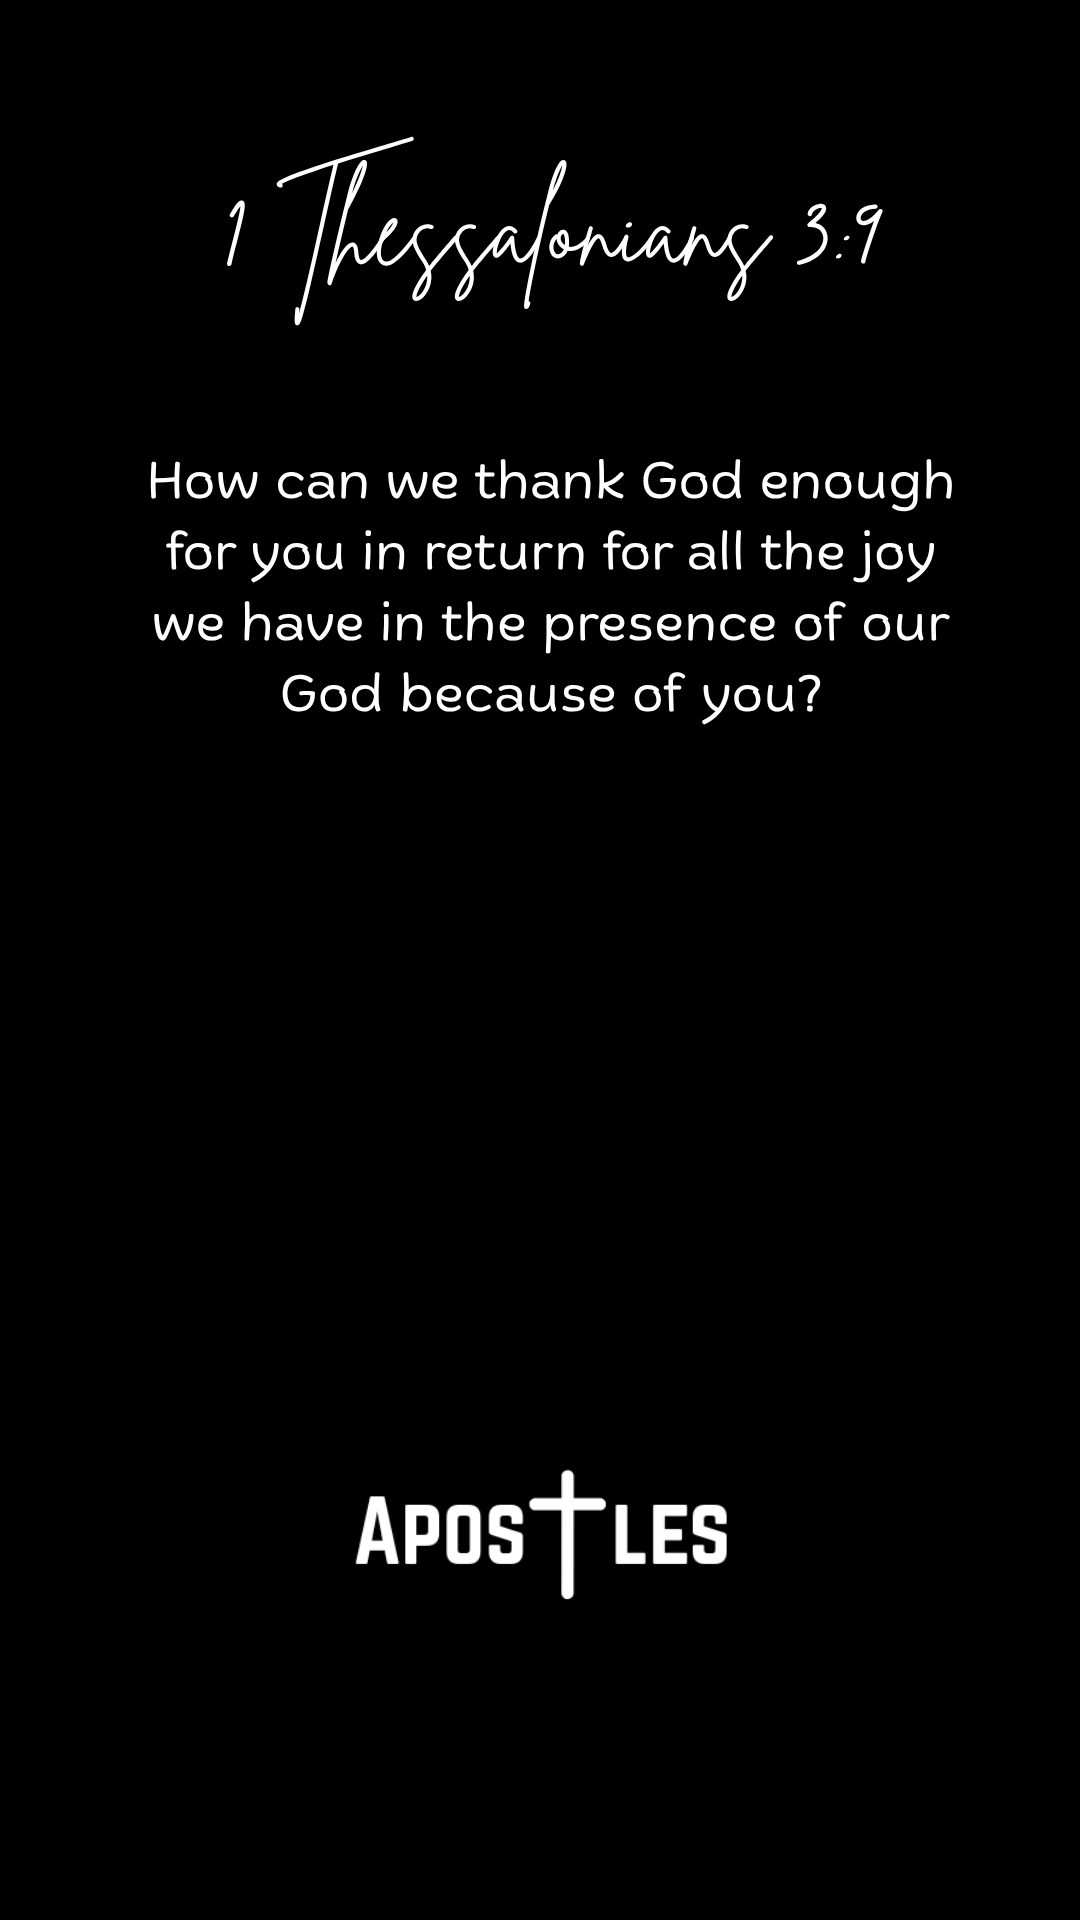 1 Thessalonians 3:9
How can we thank God enough
for you in return for all the joy
we have in the presence of our
God because of you?
Apostles